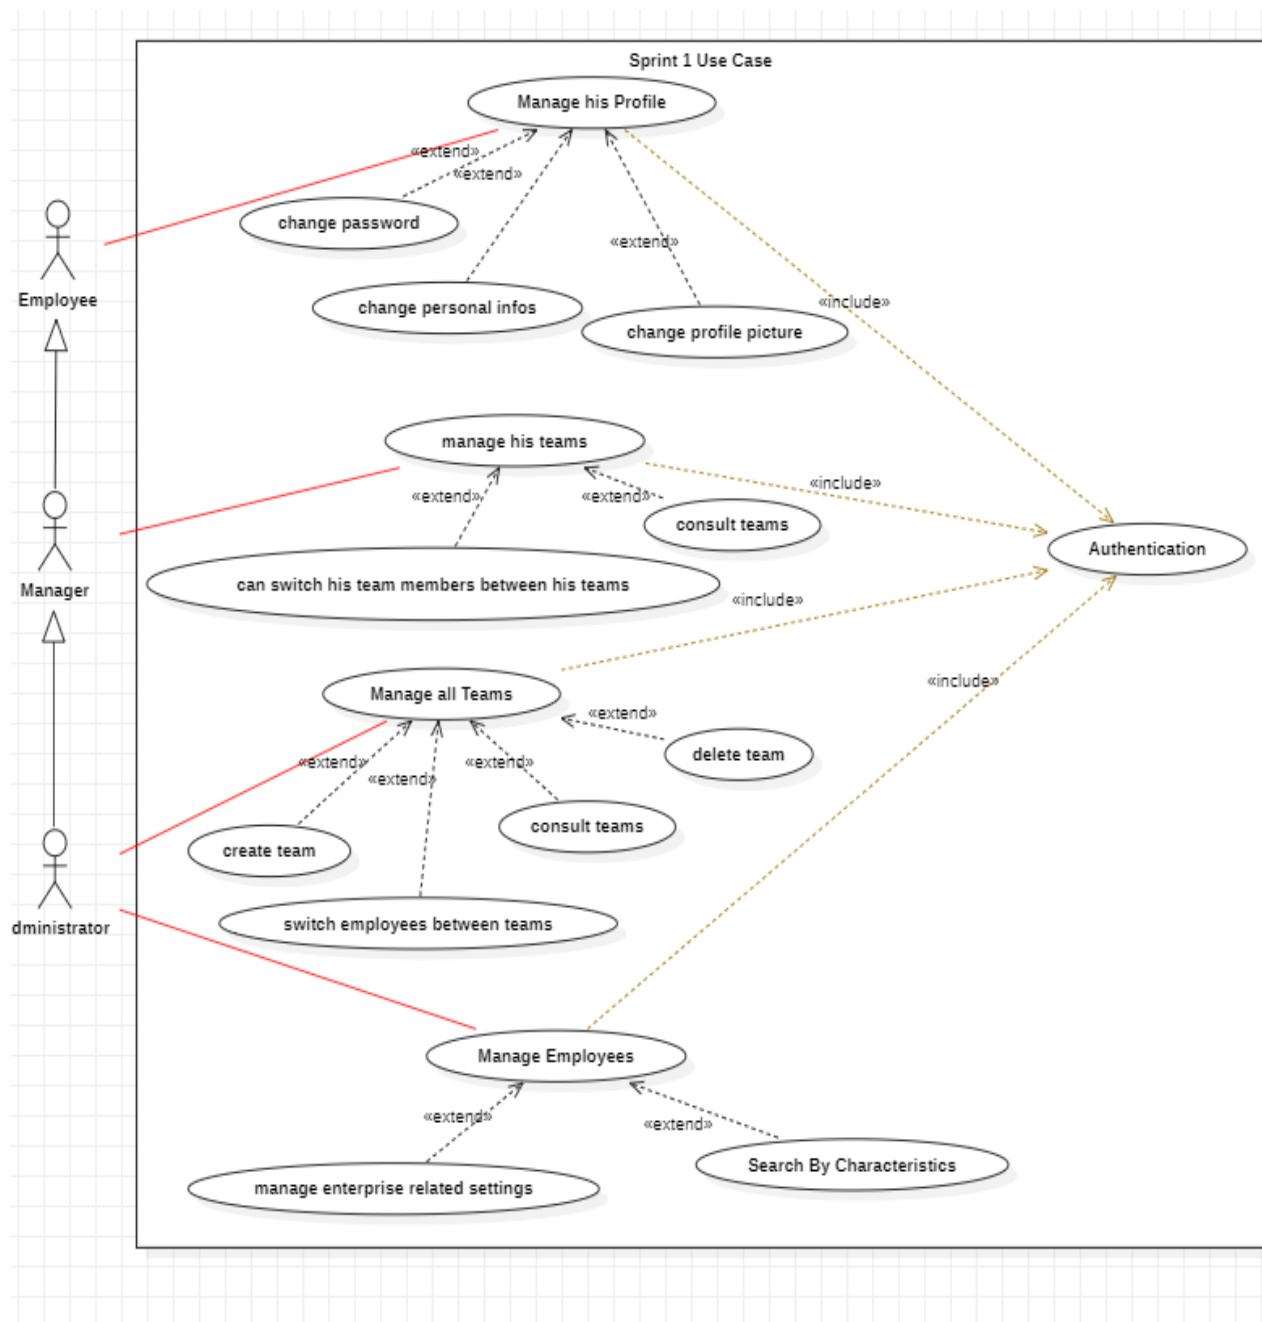 Sprint 1 Use Case
Manage his Profile
«extend»
«extend»
change password
«extend»
Employee
change personal infos
«include»
change profile picture
manage his teams
«include»
«extend»
«extend»
consult teams
Authentication
Manager
can switch his team members between his teams
«include»
«include»
Manage all Teams
«extend»
delete team
«extend»
«extend»
«extend»
consult teams
create team
dministrator
switch employees between teams
Manage Employees
«extend»
«extend»
Search By Characteristics
manage enterprise related settings